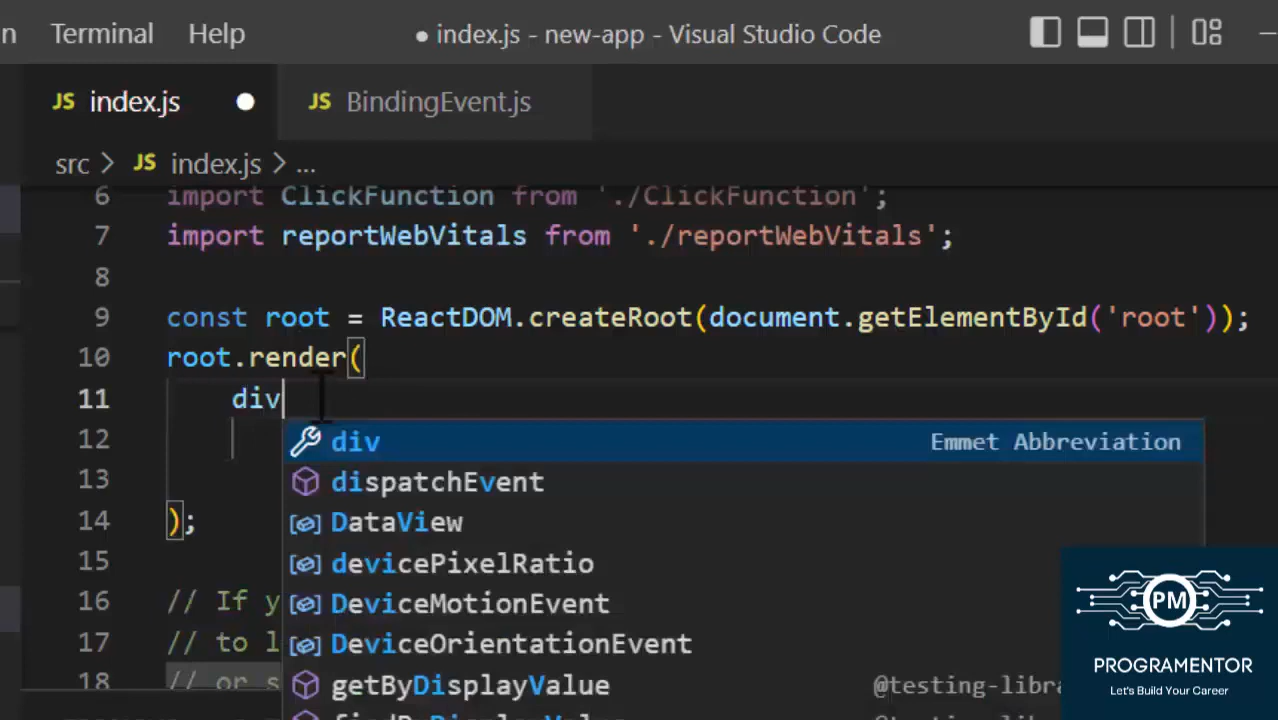 n Terminal Help ● index.js - new-app - Visual Studio Code
JS index.js ● JS BindingEvent.js
src > JS index.js > ...
6 import ClickFunction from './ClickFunction';
7 import reportWebVitals from './reportWebVitals';
8
9 const root = ReactDOM.createRoot(document.getElementById('root'));
10 root.render(
11 div
12 div Emmet Abbreviation
13 dispatchEvent
14 ); DataView
15 devicePixelRatio
16 // If y DeviceMotionEvent
17 // to l DeviceOrientationEvent
18 // or s getByDisplayValue @testing-libra
PM
PROGRAMENTOR
Let's Build Your Career